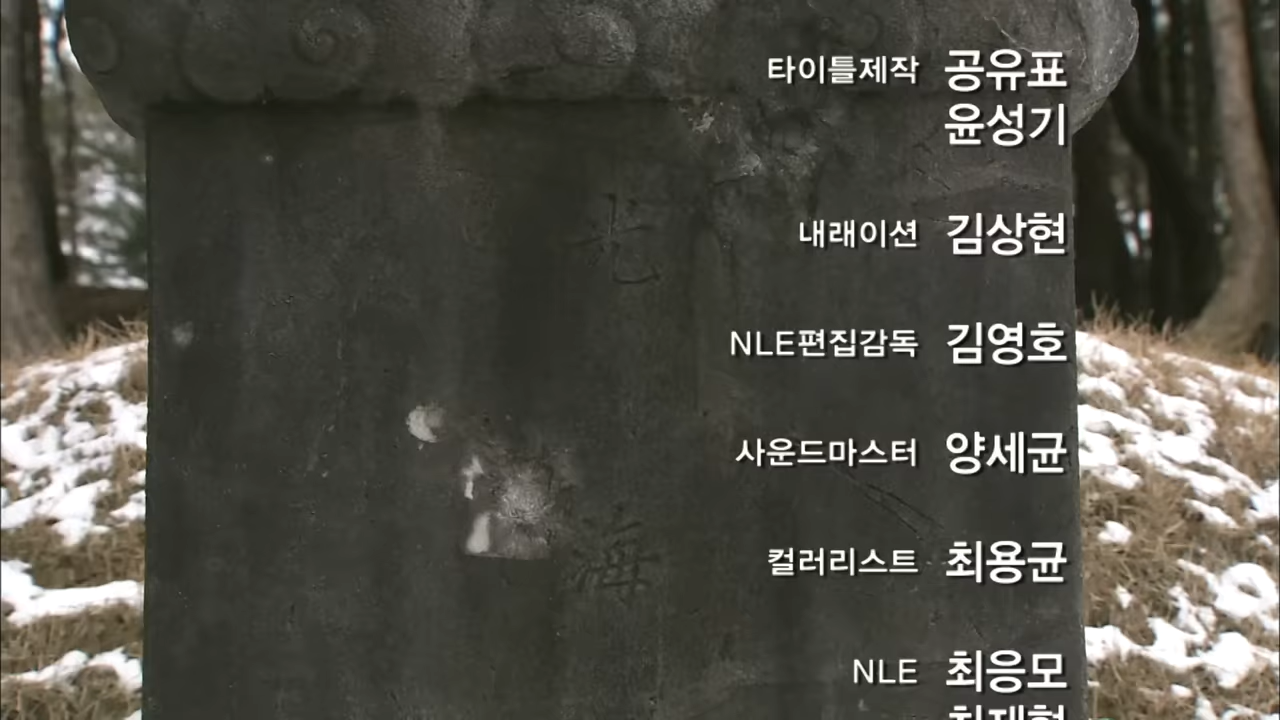 타이틀제작 공유표
윤성기
내래이션 김상현
NLE편집감독 김영호
사운드마스터 양세균
컬러리스트 최용균
NLE 최응모
光
海